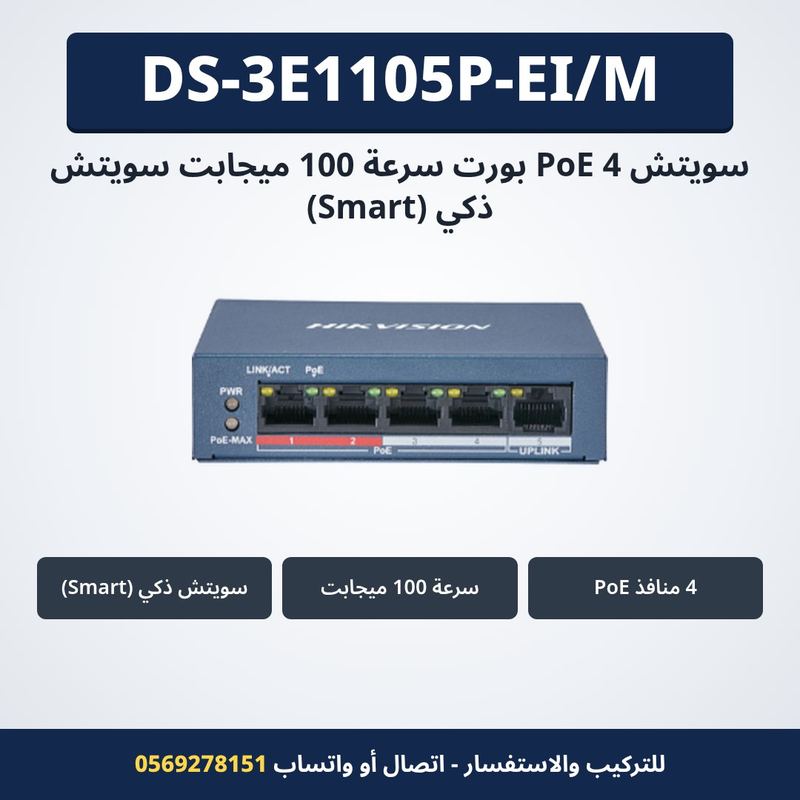 DS-3E1105P-EI/M
سويتش PoE 4 بورت سرعة 100 ميجابت سويتش
ذكي (Smart)
HIKVISION
LINK/ACT PoE
PWR
PoE-MAX
1 2 3 4 5
PoE UPLINK
4 منافذ PoE
سرعة 100 ميجابت
سويتش ذكي (Smart)
للتركيب والاستفسار - اتصال أو واتساب 0569278151